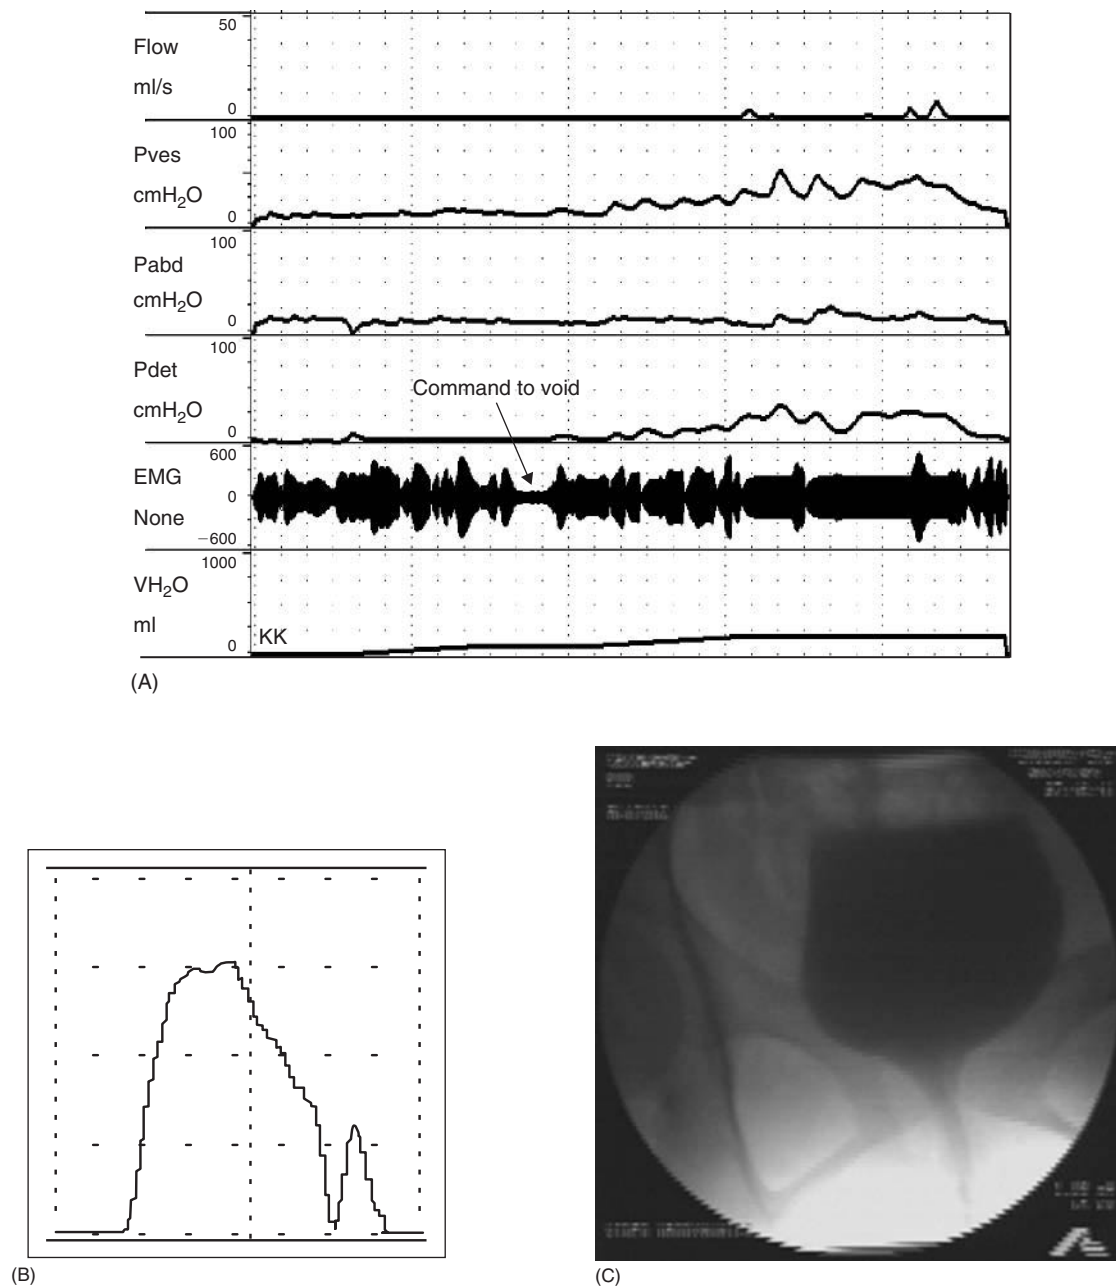 50
Flow
ml/s
0
100
Pves
cmH₂O
0
100
Pabd
cmH₂O
0
100
Pdet
cmH₂O
0
Command to void
600
EMG
0
None
−600
1000
VH₂O
ml
0
KK
(A)
(B)
(C)